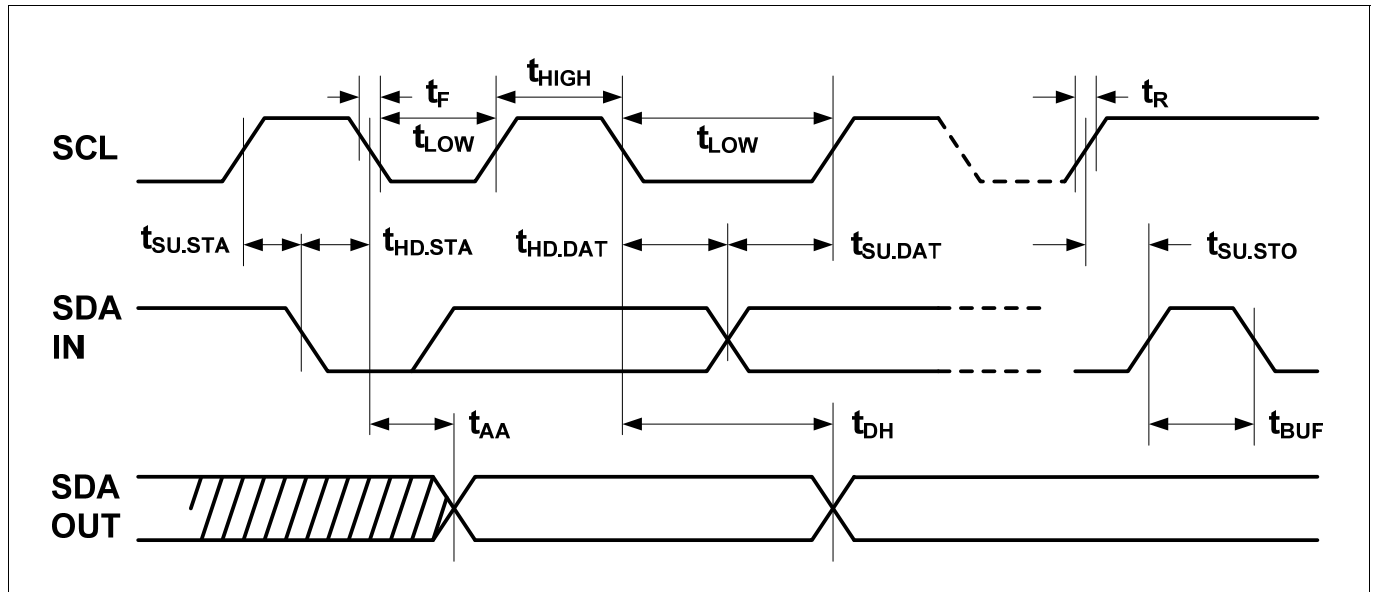 tF
tHIGH
tR
SCL
tLOW
tLOW
tSU.STA
tHD.STA
tHD.DAT
tSU.DAT
tSU.STO
SDA
IN
tAA
tDH
tBUF
SDA
OUT